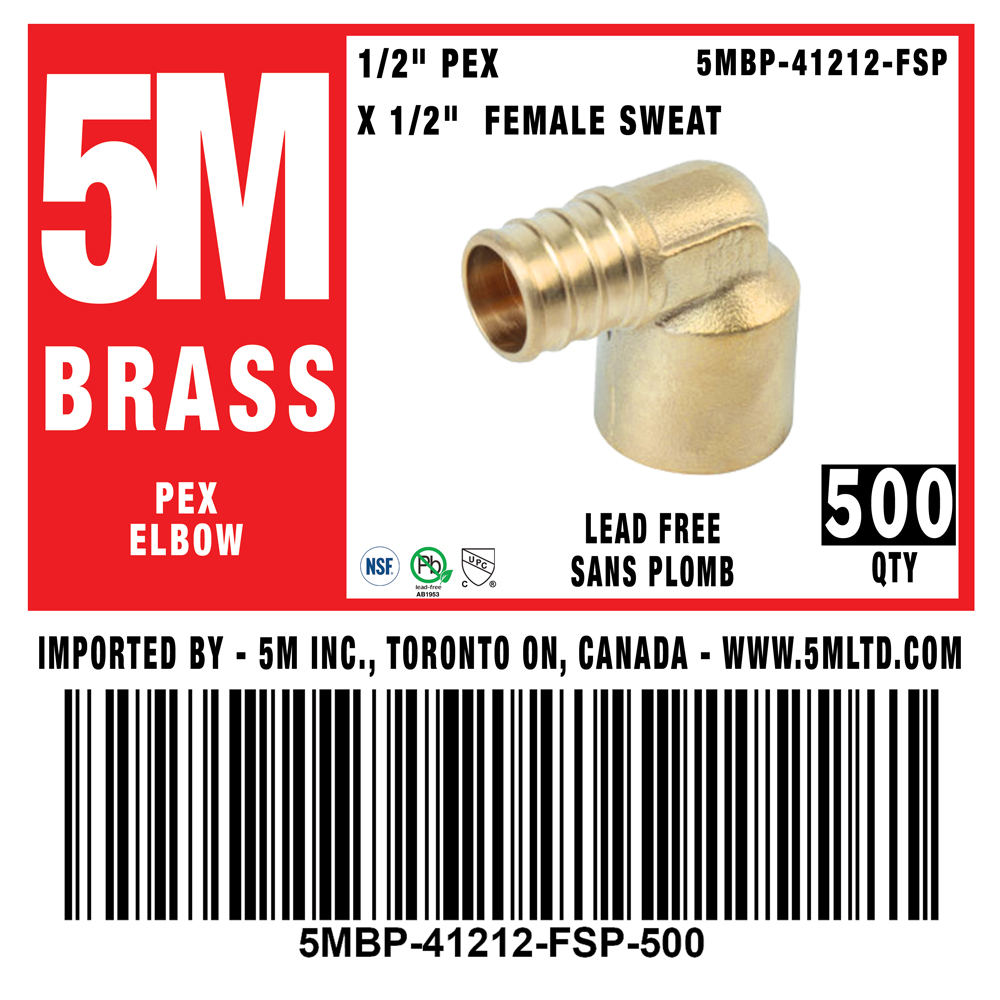 5M
BRASS
PEX
ELBOW
1/2" PEX
5MBP-41212-FSP
X 1/2" FEMALE SWEAT
LEAD FREE
SANS PLOMB
500
QTY
NSF.
Pb
lead-free
AB1953
UPC
C ®
IMPORTED BY - 5M INC., TORONTO ON, CANADA - WWW.5MLTD.COM
5MBP-41212-FSP-500